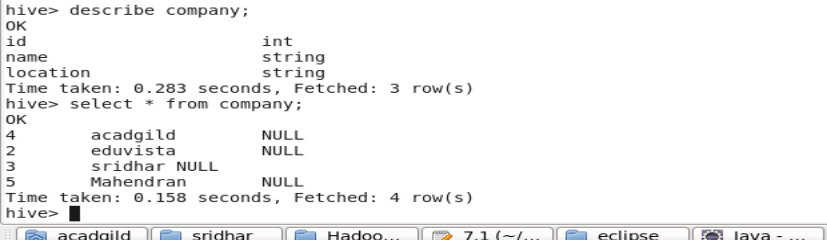 hive> describe company;
OK
id                      int
name                    string
location                string
Time taken: 0.283 seconds, Fetched: 3 row(s)
hive> select * from company;
OK
4       acadgild        NULL
2       eduvista        NULL
3       sridhar NULL
5       Mahendran       NULL
Time taken: 0.158 seconds, Fetched: 4 row(s)
hive>
acadgild sridhar Hadoo... 7.1 (~/... eclipse Java - ...